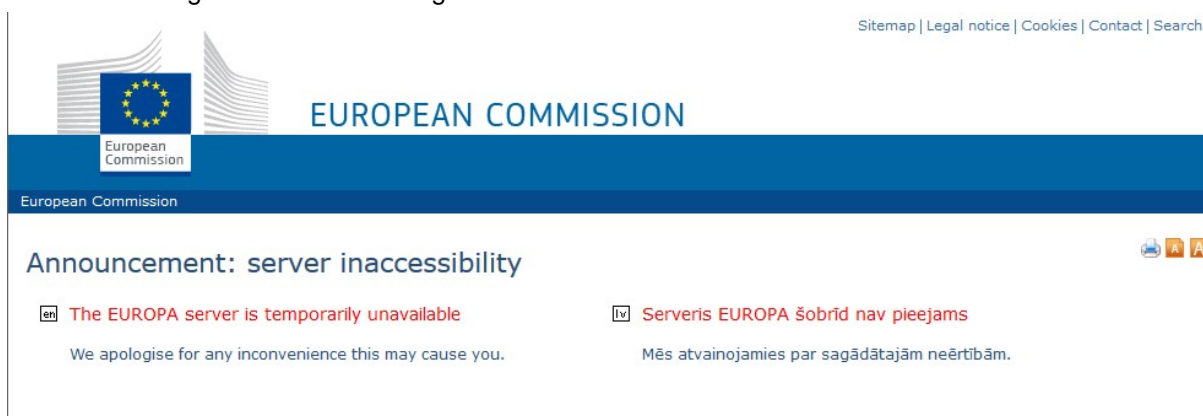 Sitemap | Legal notice | Cookies | Contact | Search
EUROPEAN COMMISSION
European
Commission
European Commission
Announcement: server inaccessibility
A A
en The EUROPA server is temporarily unavailable
We apologise for any inconvenience this may cause you.
lv Serveris EUROPA šobrīd nav pieejams
Mēs atvainojamies par sagādātajām neērtībām.